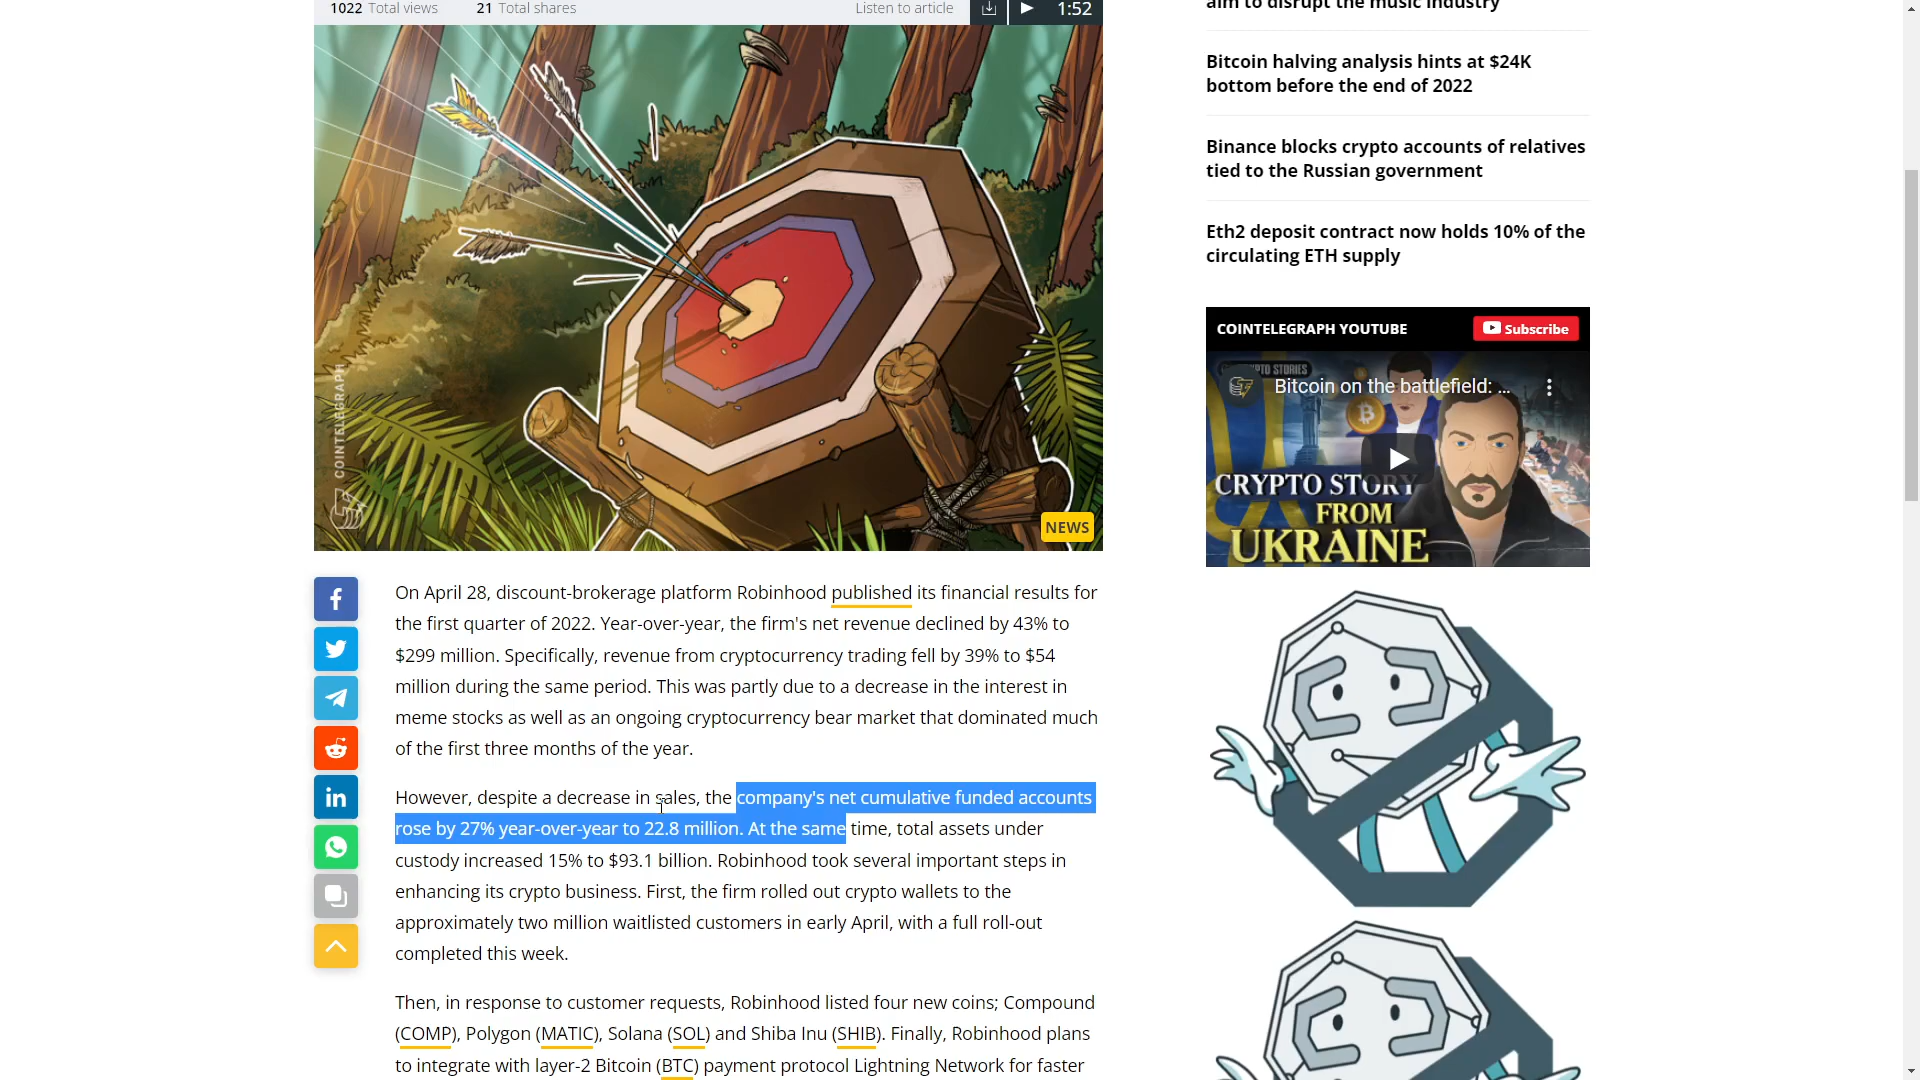 1022 Total views 21 Total shares Listen to article 1:52
COINTELEGRAPH
NEWS
On April 28, discount-brokerage platform Robinhood published its financial results for
the first quarter of 2022. Year-over-year, the firm's net revenue declined by 43% to
$299 million. Specifically, revenue from cryptocurrency trading fell by 39% to $54
million during the same period. This was partly due to a decrease in the interest in
meme stocks as well as an ongoing cryptocurrency bear market that dominated much
of the first three months of the year.
However, despite a decrease in sales, the company's net cumulative funded accounts
rose by 27% year-over-year to 22.8 million. At the same time, total assets under
custody increased 15% to $93.1 billion. Robinhood took several important steps in
enhancing its crypto business. First, the firm rolled out crypto wallets to the
approximately two million waitlisted customers in early April, with a full roll-out
completed this week.
Then, in response to customer requests, Robinhood listed four new coins; Compound
(COMP), Polygon (MATIC), Solana (SOL) and Shiba Inu (SHIB). Finally, Robinhood plans
to integrate with layer-2 Bitcoin (BTC) payment protocol Lightning Network for faster
aim to disrupt the music industry
Bitcoin halving analysis hints at $24K
bottom before the end of 2022
Binance blocks crypto accounts of relatives
tied to the Russian government
Eth2 deposit contract now holds 10% of the
circulating ETH supply
COINTELEGRAPH YOUTUBE Subscribe
STORIES
Bitcoin on the battlefield: ...
CRYPTO STORY
FROM
UKRAINE